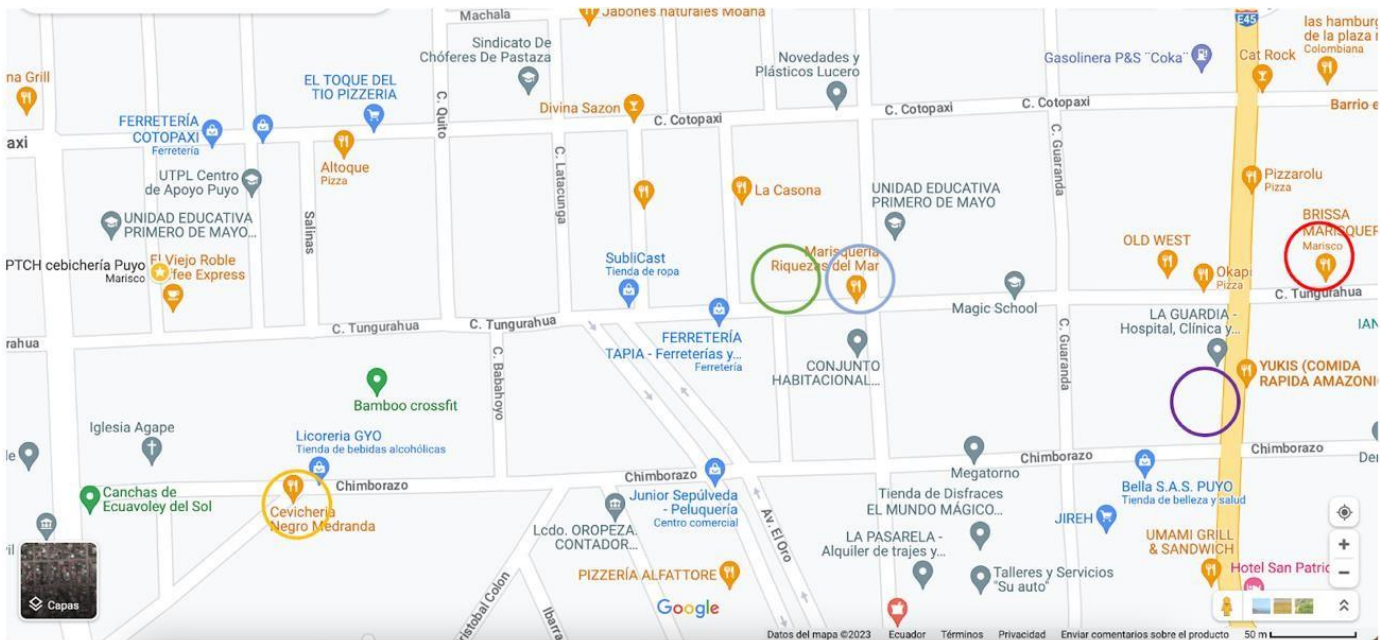 Machala
Jabones naturales Moana
E45
las hamburg
de la plaza
Colombiana
Sindicato De
Chóferes De Pastaza
Novedades y
Plásticos Lucero
Gasolinera P&S ¨Coka¨
Cat Rock
na Grill
EL TOQUE DEL
TIO PIZZERIA
C. Quito
Divina Sazon
C. Cotopaxi
C. Cotopaxi
C. Cotopaxi
Barrio e
FERRETERÍA
COTOPAXI
Ferretería
axi
Altoque
Pizza
C. Latacunga
C. Guaranda
UTPL Centro
de Apoyo Puyo
Pizzarolu
Pizza
La Casona
UNIDAD EDUCATIVA
PRIMERO DE MAYO
UNIDAD EDUCATIVA
PRIMERO DE MAYO...
Salinas
BRISSA
MARISQUER
Marisco
OLD WEST
PTCH cebichería Puyo
Marisco
El Viejo Roble
ffee Express
SubliCast
Tienda de ropa
Marisquería
Riquezas del Mar
Okapi
Pizza
C. Tungurahua
Magic School
LA GUARDIA -
Hospital, Clínica y...
C. Tungurahua
C. Tungurahua
rahua
IAN
FERRETERÍA
TAPIA - Ferreterías y...
Ferretería
C. Babahoyo
C. Guaranda
CONJUNTO
HABITACIONAL...
YUKIS (COMIDA
RAPIDA AMAZONI
Bamboo crossfit
Iglesia Agape
Licoreria GYO
Tienda de bebidas alcohólicas
le
Chimborazo
Chimborazo
Chimborazo
Chimborazo
De
Megatorno
Canchas de
Ecuavoley del Sol
Cevicheria
Negro Medranda
Junior Sepúlveda
- Peluquería
Centro comercial
Bella S.A.S. PUYO
Tienda de belleza y salud
Tienda de Disfraces
EL MUNDO MÁGICO...
Lcdo. OROPEZA.
CONTADOR...
Av. El Oro
JIREH
LA PASARELA -
Alquiler de trajes y...
UMAMI GRILL
& SANDWICH
PIZZERÍA ALFATTORE
Talleres y Servicios
"Su auto"
Hotel San Patric
Capas
ristobal Colon
Ibarra
Google
Datos del mapa ©2023 Ecuador Términos Privacidad Enviar comentarios sobre el producto 50 m